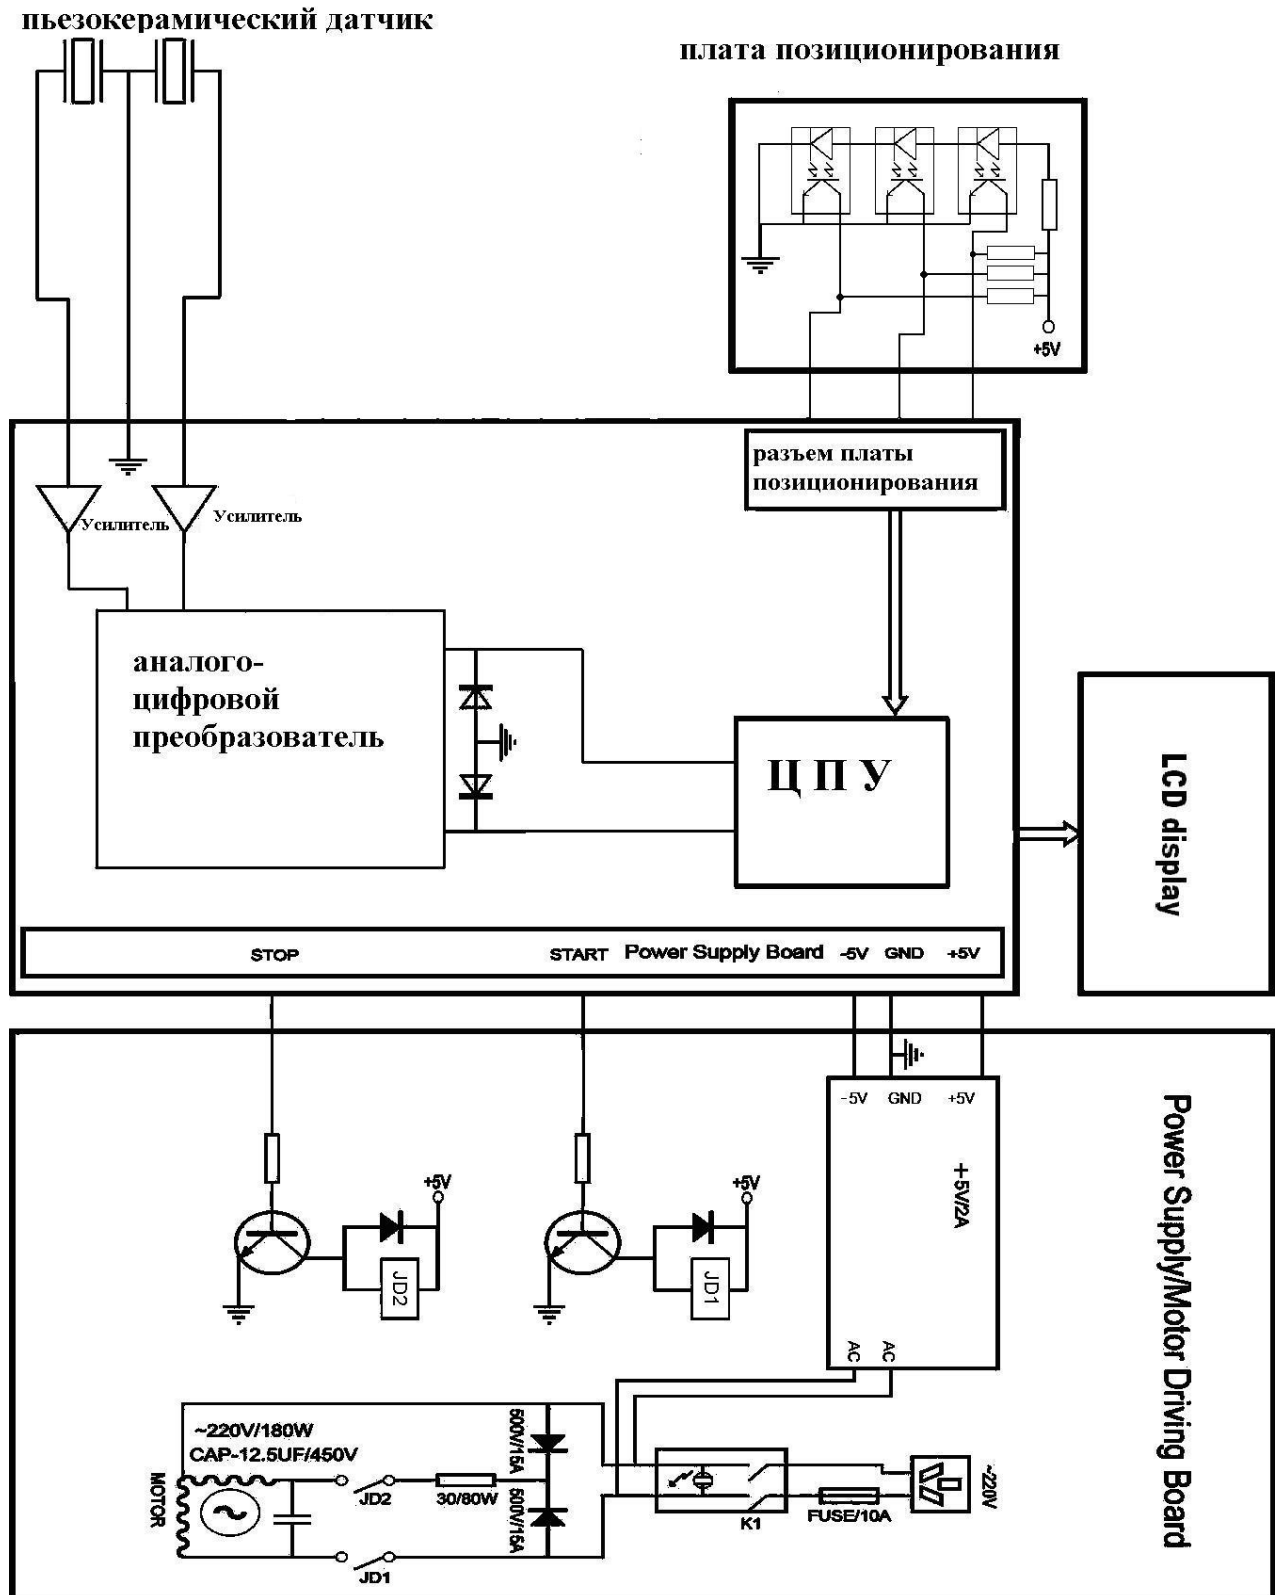 пьезокерамический датчик
плата позиционирования
+5V
разъем платы
позиционирования
Усилитель
Усилитель
аналого-
цифровой
преобразователь
Ц П У
LCD display
STOP
START
Power Supply Board
-5V
GND
+5V
-5V
GND
+5V
+5V/2A
AC
AC
Power Supply/Motor Driving Board
+5V
JD2
+5V
JD1
~220V/180W
CAP-12.5UF/450V
MOTOR
JD2
30/80W
500V/15A
500V/15A
JD1
K1
FUSE/10A
~220V